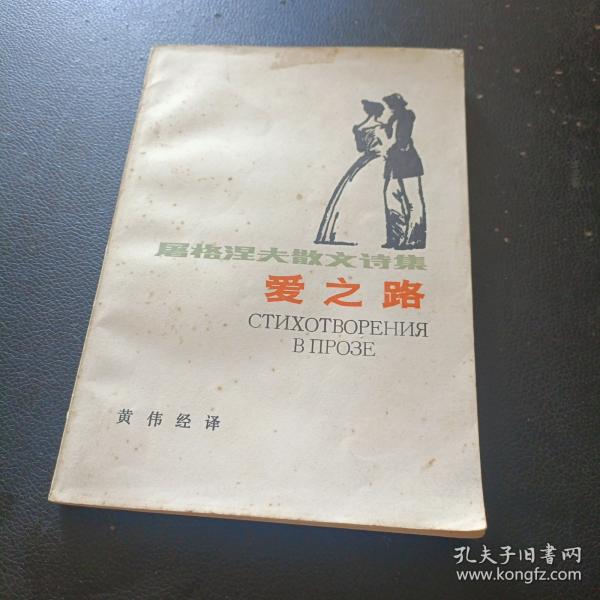 屠格涅夫散文诗集
爱之路
СТИХОТВОРЕНИЯ
В ПРОЗЕ
黄伟经译
孔夫子旧书网
www.kongfz.com